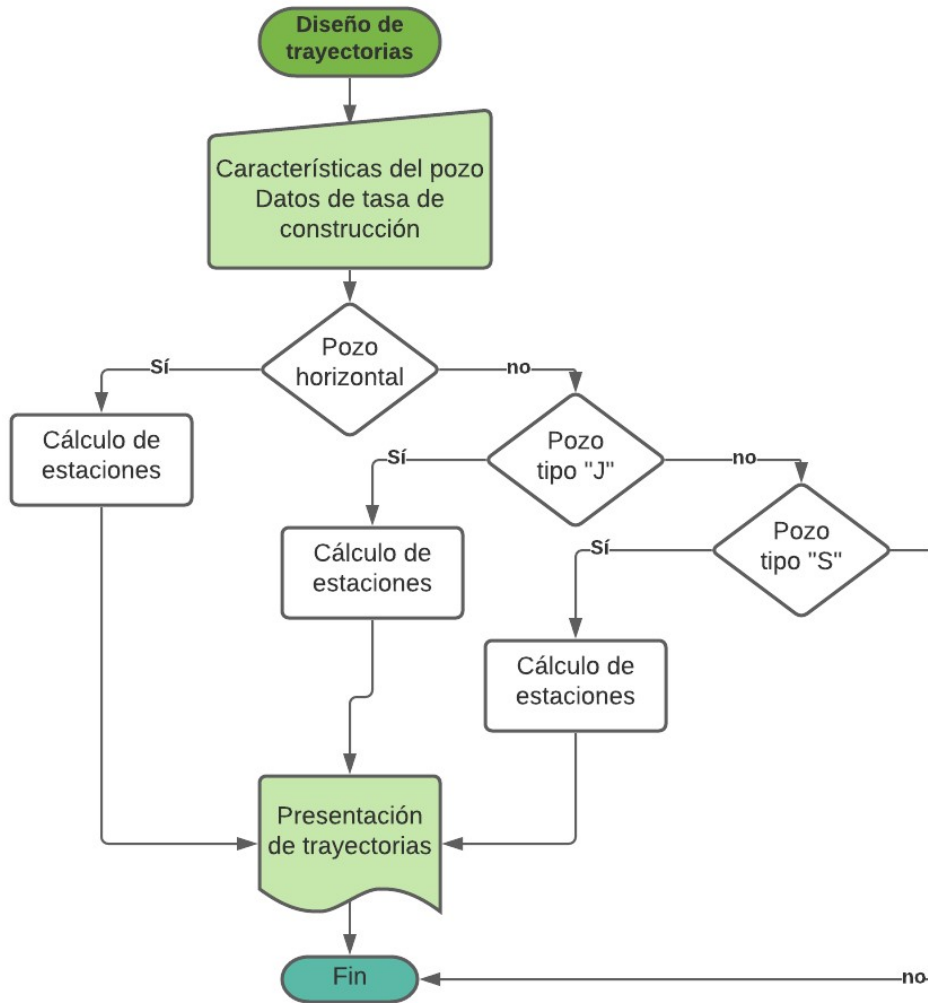 Diseño de
trayectorias
Características del pozo
Datos de tasa de
construcción
Pozo
horizontal
Sí
no
Cálculo de
estaciones
Pozo
tipo "J"
Sí
no
Cálculo de
estaciones
Pozo
tipo "S"
Sí
Cálculo de
estaciones
Presentación
de trayectorias
Fin
no